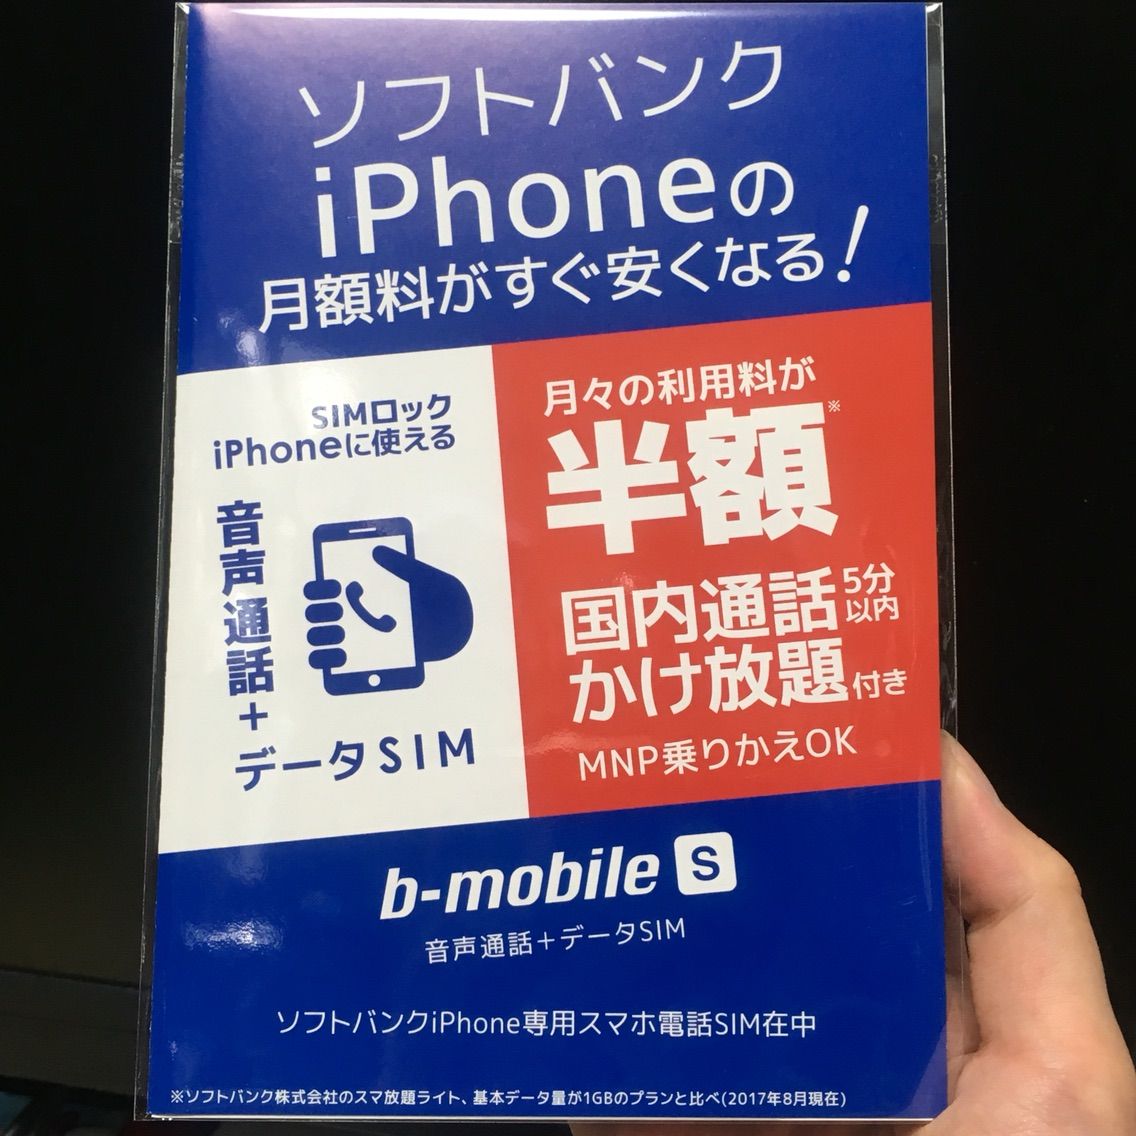 ソフトバンク
iPhoneの
月額料がすぐ安くなる!
SIMロック
iPhoneに使える
音声通話+
データSIM
月々の利用料が
半額※
国内通話5分以内
かけ放題付き
MNP乗りかえOK
b-mobile S
音声通話+データSIM
ソフトバンクiPhone専用スマホ電話SIM在中
※ソフトバンク株式会社のスマ放題ライト、基本データ量が1GBのプランと比べ(2017年8月現在)